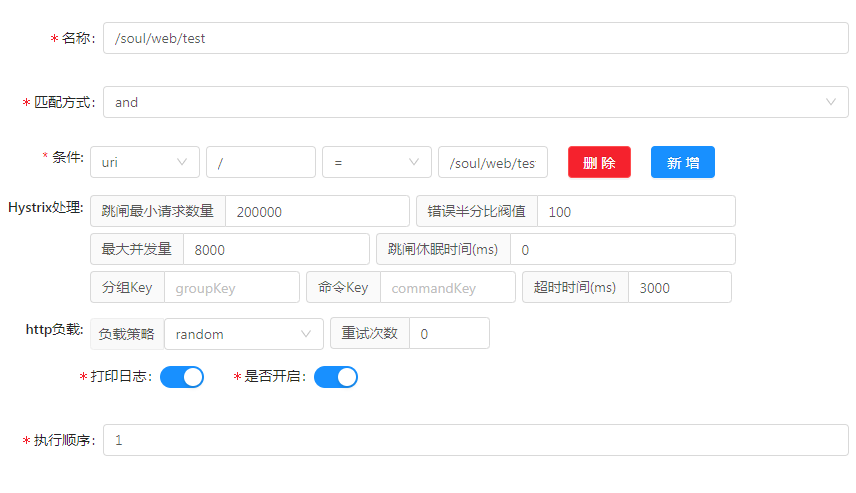 * 名称: /soul/web/test
* 匹配方式: and
* 条件: uri / = /soul/web/tes 删 除 新 增
Hystrix处理: 跳闸最小请求数量 200000 错误半分比阀值 100
最大并发量 8000 跳闸休眠时间(ms) 0
分组Key groupKey 命令Key commandKey 超时时间(ms) 3000
http负载: 负载策略 random 重试次数 0
* 打印日志: * 是否开启:
* 执行顺序: 1